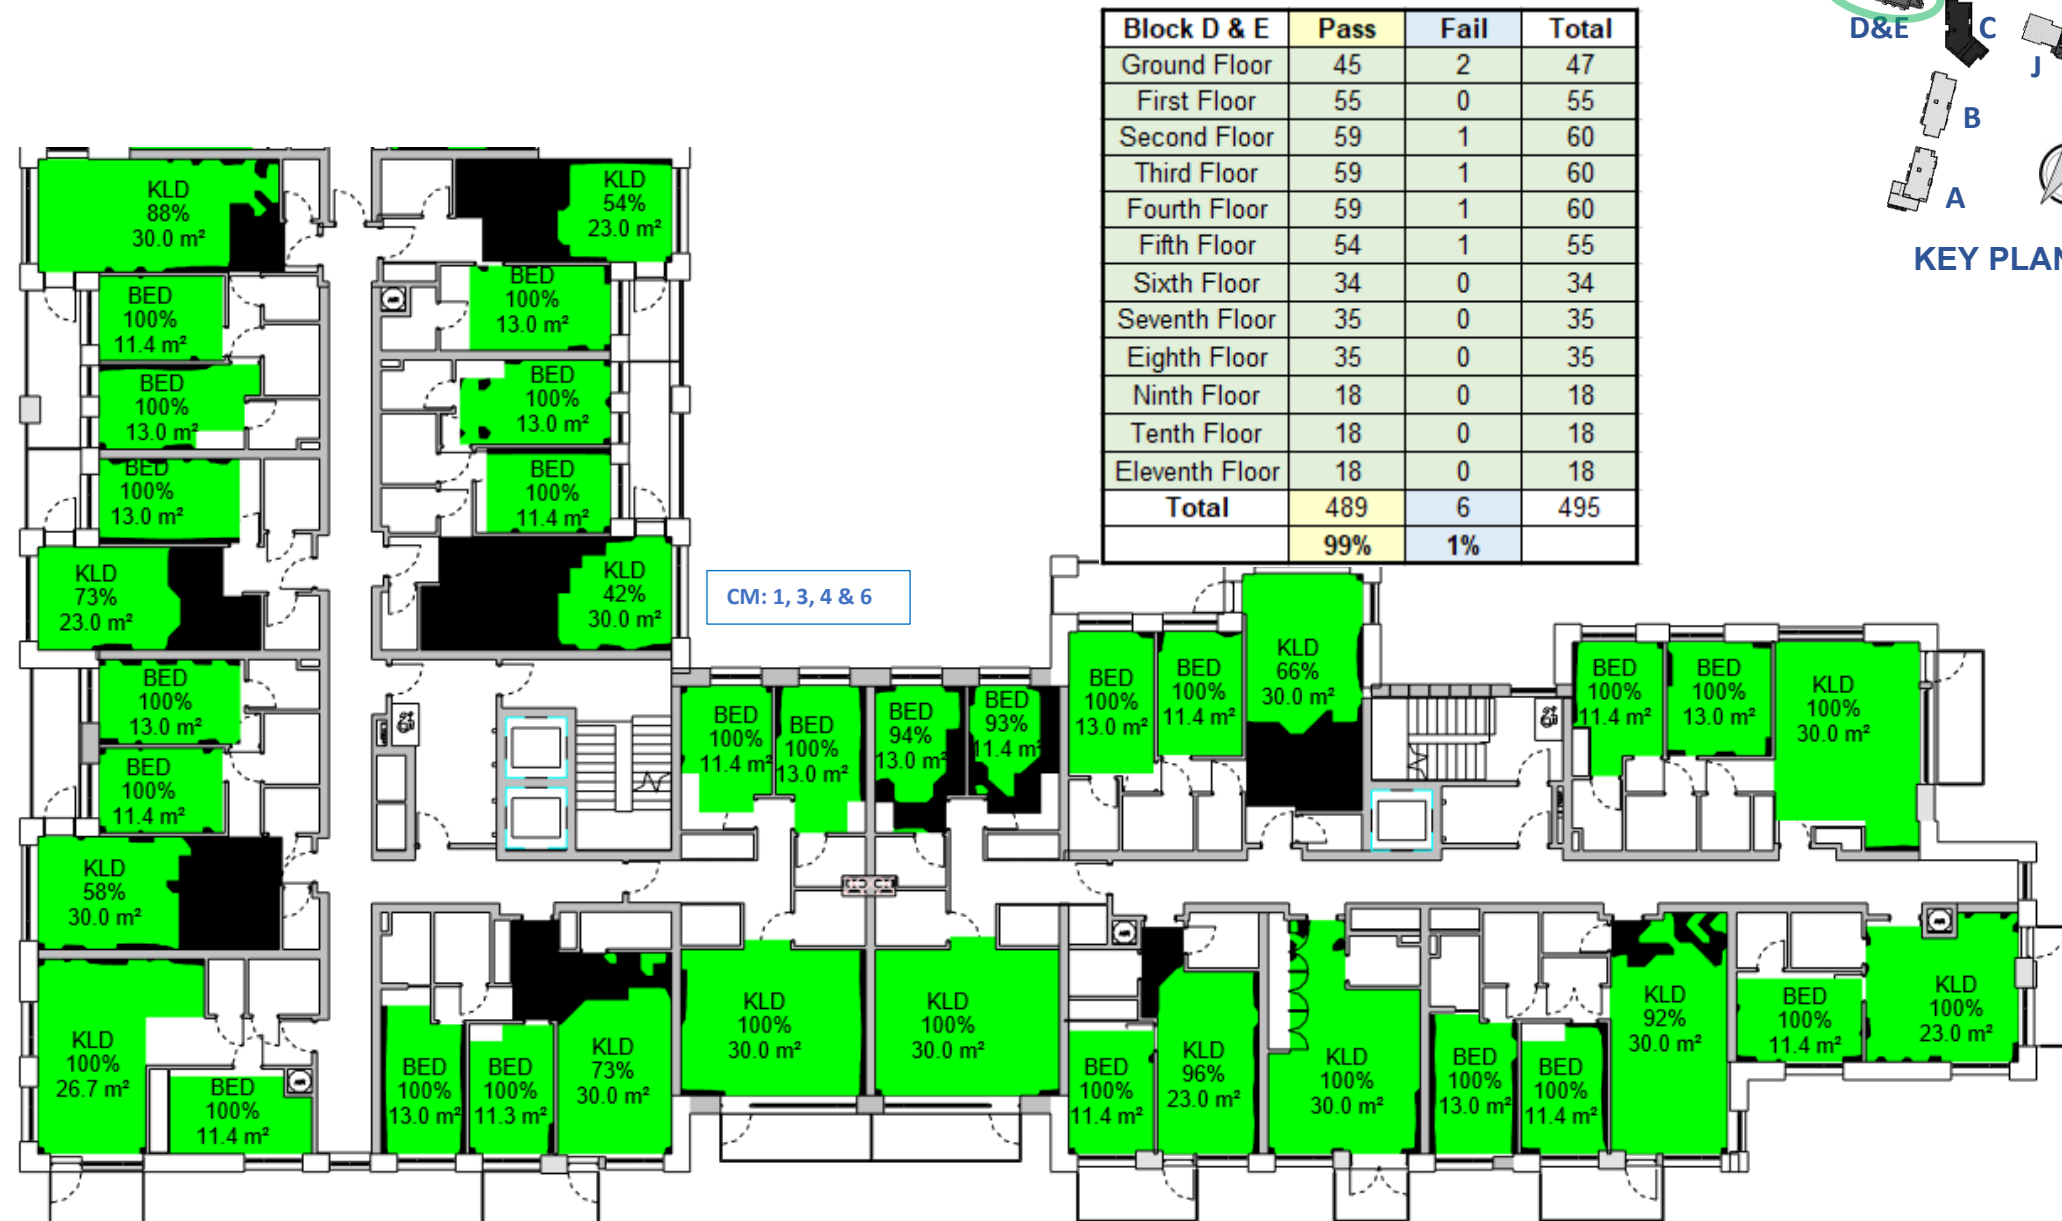 Block D & E Pass Fail Total
Ground Floor 45 2 47
First Floor 55 0 55
Second Floor 59 1 60
Third Floor 59 1 60
Fourth Floor 59 1 60
Fifth Floor 54 1 55
Sixth Floor 34 0 34
Seventh Floor 35 0 35
Eighth Floor 35 0 35
Ninth Floor 18 0 18
Tenth Floor 18 0 18
Eleventh Floor 18 0 18
Total 489 6 495
99% 1%
D&E
C
J
B
A
KEY PLAN
KLD
88%
30.0 m²
BED
100%
11.4 m²
BED
100%
13.0 m²
BED
100%
13.0 m²
KLD
73%
23.0 m²
BED
100%
13.0 m²
BED
100%
11.4 m²
KLD
58%
30.0 m²
KLD
100%
26.7 m²
BED
100%
11.4 m²
KLD
54%
23.0 m²
BED
100%
13.0 m²
BED
100%
13.0 m²
BED
100%
11.4 m²
KLD
42%
30.0 m²
CM: 1, 3, 4 & 6
BED
100%
11.4 m²
BED
100%
13.0 m²
BED
94%
13.0 m²
BED
93%
11.4 m²
BED
100%
13.0 m²
BED
100%
11.4 m²
KLD
66%
30.0 m²
BED
100%
11.4 m²
BED
100%
13.0 m²
KLD
100%
30.0 m²
BED
100%
13.0 m²
BED
100%
11.3 m²
KLD
73%
30.0 m²
KLD
100%
30.0 m²
KLD
100%
30.0 m²
BED
100%
11.4 m²
KLD
96%
23.0 m²
KLD
100%
30.0 m²
BED
100%
13.0 m²
BED
100%
11.4 m²
KLD
92%
30.0 m²
BED
100%
11.4 m²
KLD
100%
23.0 m²